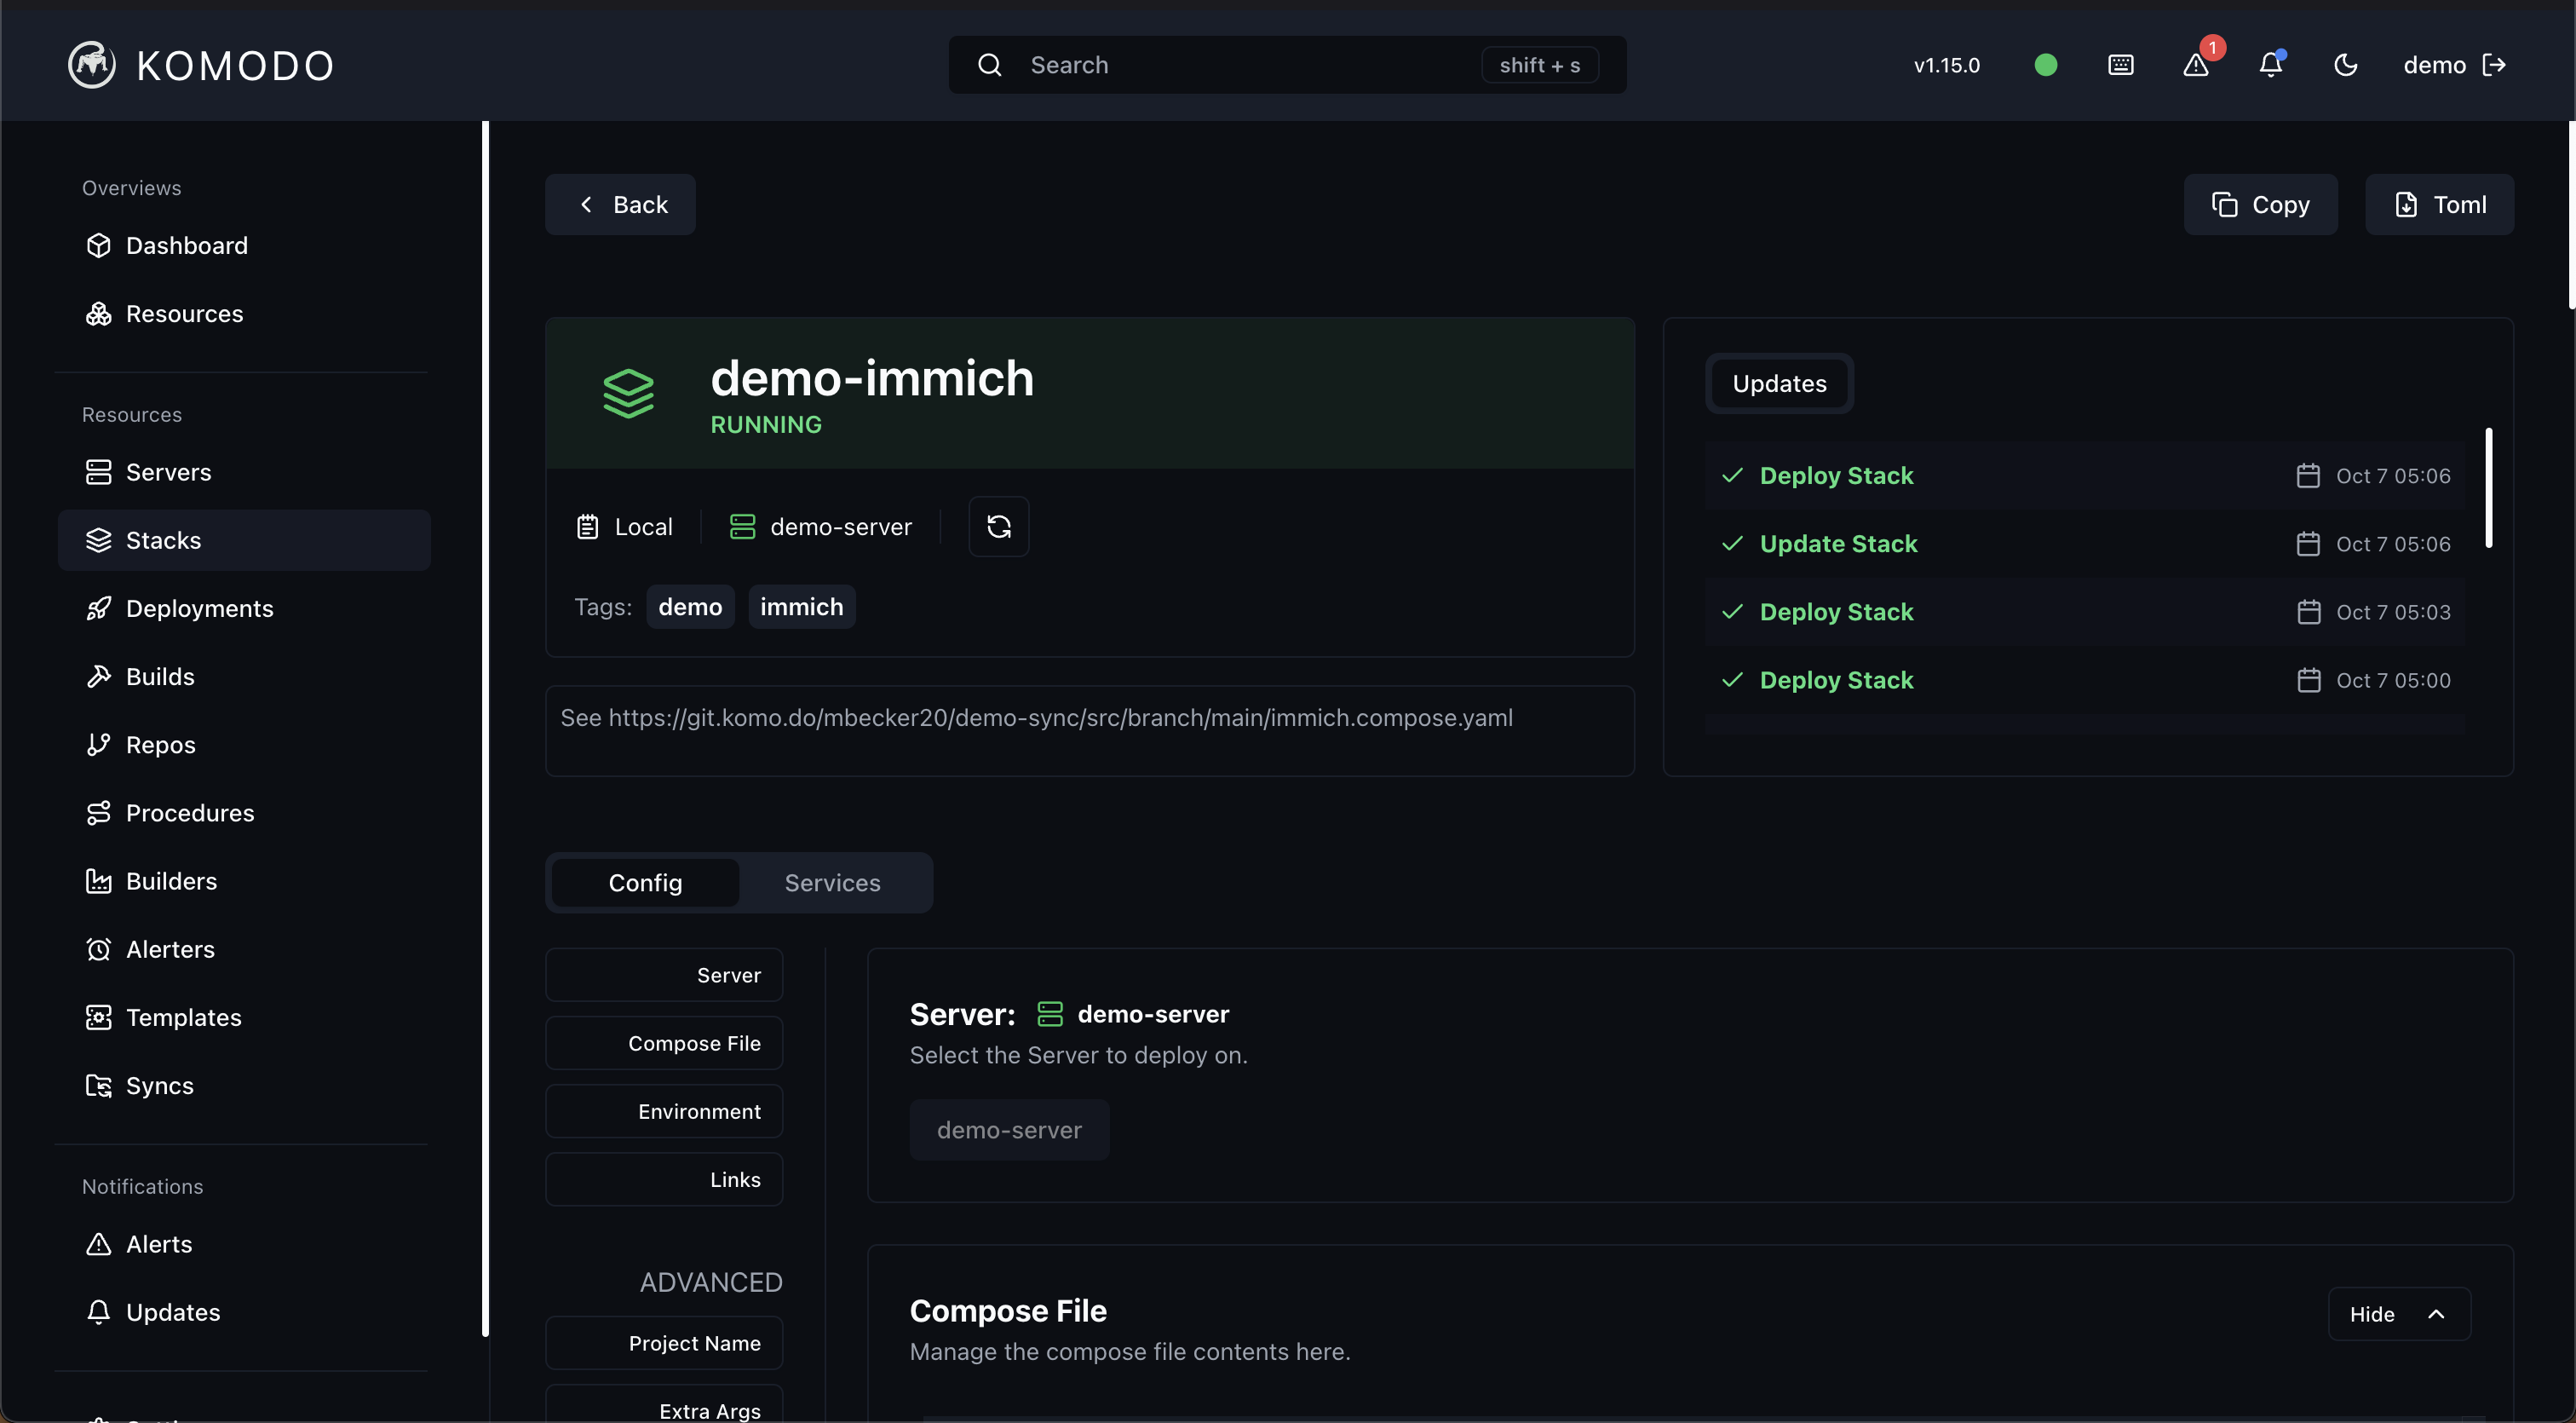 KOMODO
Search
shift + s
v1.15.0
1
demo
Overviews
Dashboard
Resources
Resources
Servers
Stacks
Deployments
Builds
Repos
Procedures
Builders
Alerters
Templates
Syncs
Notifications
Alerts
Updates
Back
Copy
Toml
demo-immich
RUNNING
Local
demo-server
Tags: demo immich
See https://git.komo.do/mbecker20/demo-sync/src/branch/main/immich.compose.yaml
Updates
Deploy Stack Oct 7 05:06
Update Stack Oct 7 05:06
Deploy Stack Oct 7 05:03
Deploy Stack Oct 7 05:00
Config
Services
Server
Compose File
Environment
Links
ADVANCED
Project Name
Extra Args
Server: demo-server
Select the Server to deploy on.
demo-server
Compose File
Manage the compose file contents here.
Hide